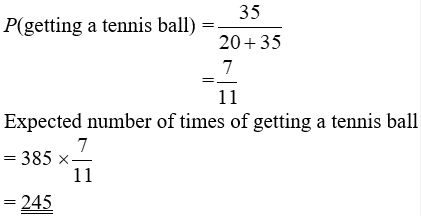 P(getting a tennis ball) = 35 / (20 + 35)
= 7 / 11
Expected number of times of getting a tennis ball
= 385 × 7 / 11
= 245